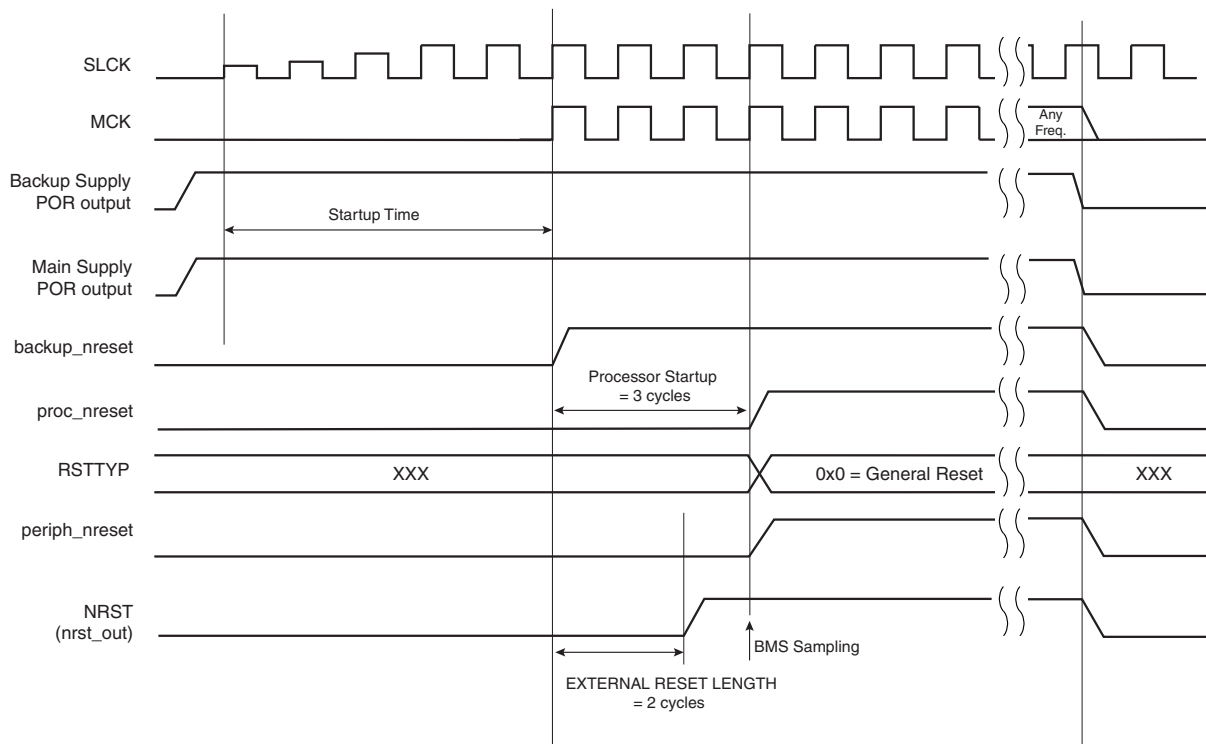 SLCK
MCK
Any
Freq.
Backup Supply
POR output
Startup Time
Main Supply
POR output
backup_nreset
Processor Startup
= 3 cycles
proc_nreset
RSTTYP
XXX
0x0 = General Reset
XXX
periph_nreset
NRST
(nrst_out)
BMS Sampling
EXTERNAL RESET LENGTH
= 2 cycles